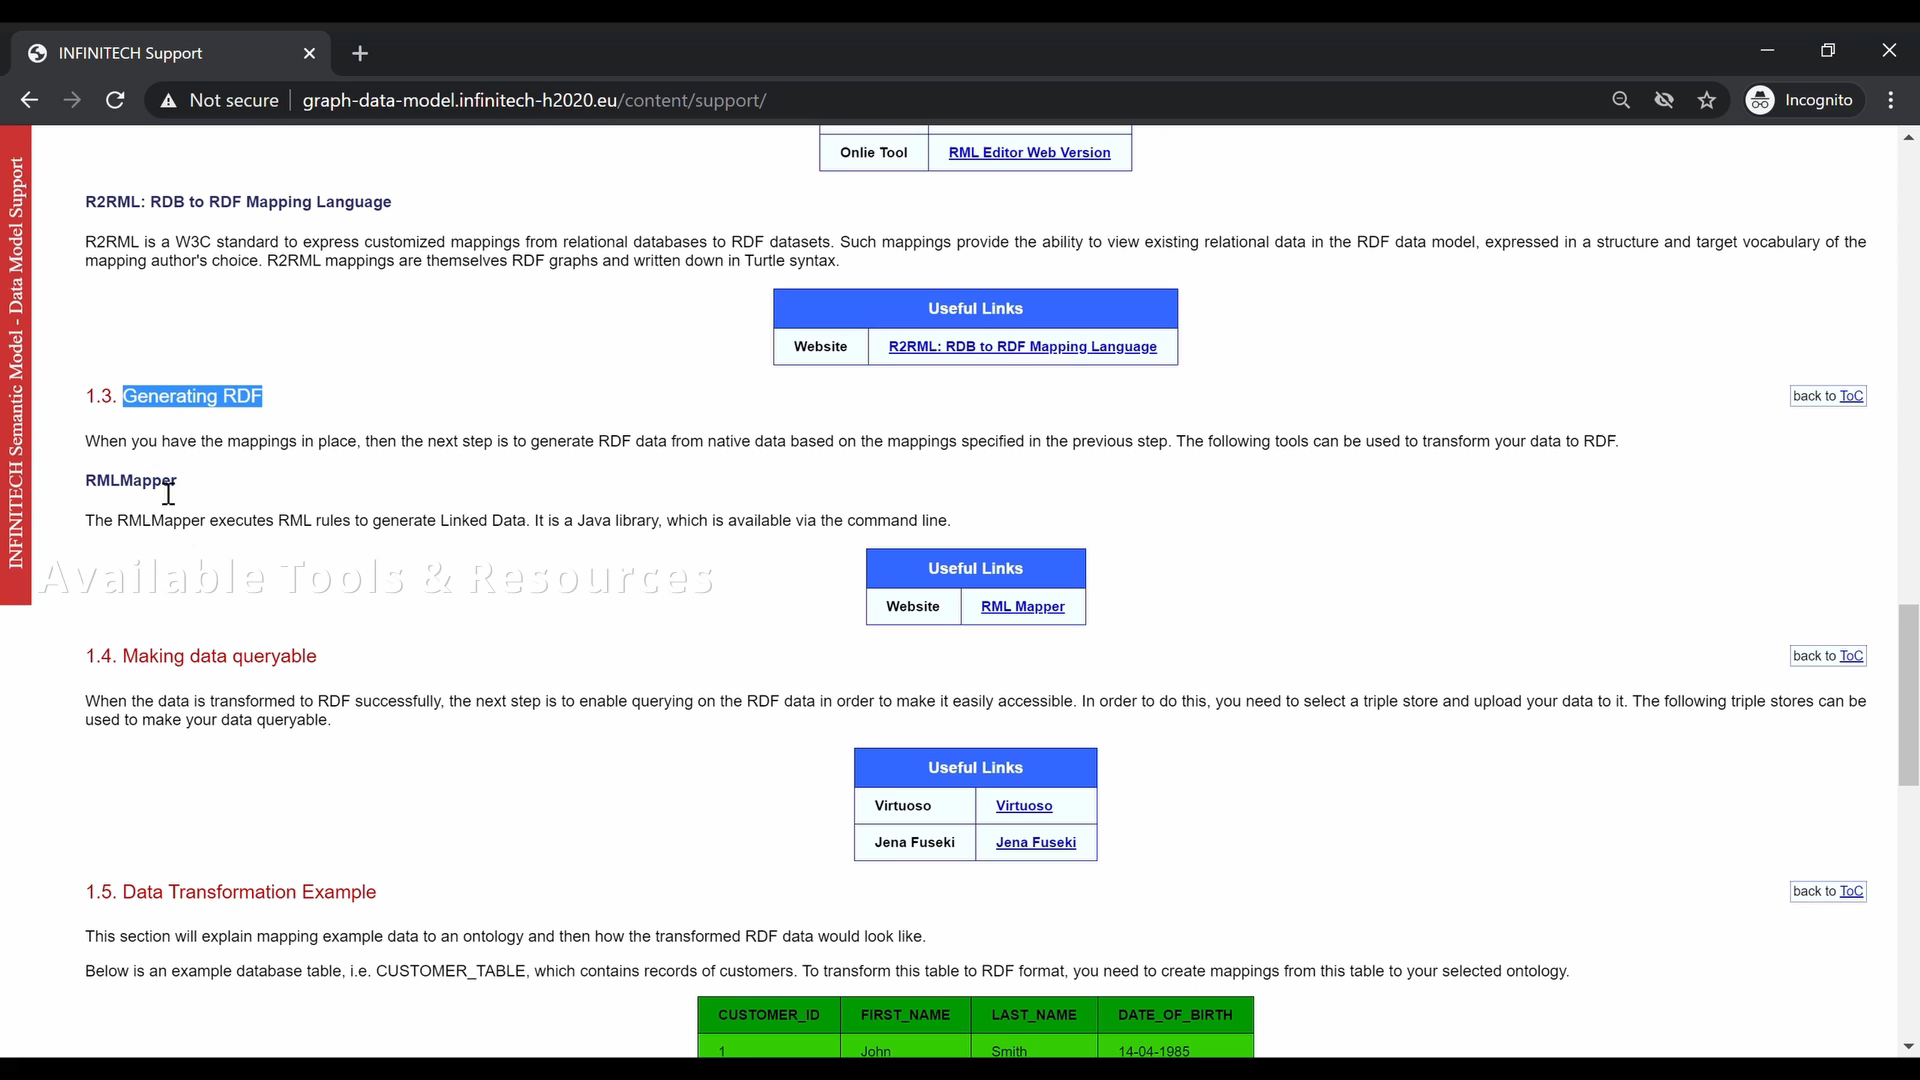 INFINITECH Support
Not secure
graph-data-model.infinitech-h2020.eu/content/support/
Incognito
INFINITECH Semantic Model - Data Model Support
Onlie Tool
RML Editor Web Version
R2RML: RDB to RDF Mapping Language
R2RML is a W3C standard to express customized mappings from relational databases to RDF datasets. Such mappings provide the ability to view existing relational data in the RDF data model, expressed in a structure and target vocabulary of the
mapping author's choice. R2RML mappings are themselves RDF graphs and written down in Turtle syntax.
Useful Links
Website
R2RML: RDB to RDF Mapping Language
1.3. Generating RDF
back to ToC
When you have the mappings in place, then the next step is to generate RDF data from native data based on the mappings specified in the previous step. The following tools can be used to transform your data to RDF.
RMLMapper
The RMLMapper executes RML rules to generate Linked Data. It is a Java library, which is available via the command line.
Available Tools & Resources
Useful Links
Website
RML Mapper
1.4. Making data queryable
back to ToC
When the data is transformed to RDF successfully, the next step is to enable querying on the RDF data in order to make it easily accessible. In order to do this, you need to select a triple store and upload your data to it. The following triple stores can be
used to make your data queryable.
Useful Links
Virtuoso
Virtuoso
Jena Fuseki
Jena Fuseki
1.5. Data Transformation Example
back to ToC
This section will explain mapping example data to an ontology and then how the transformed RDF data would look like.
Below is an example database table, i.e. CUSTOMER_TABLE, which contains records of customers. To transform this table to RDF format, you need to create mappings from this table to your selected ontology.
CUSTOMER_ID FIRST_NAME LAST_NAME DATE_OF_BIRTH
1 John Smith 14-04-1985